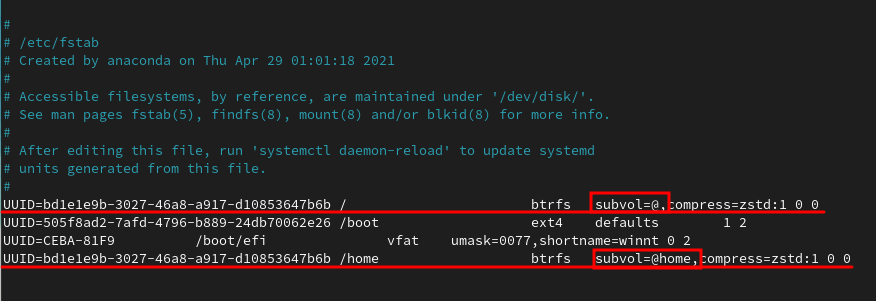 #
# /etc/fstab
# Created by anaconda on Thu Apr 29 01:01:18 2021
#
# Accessible filesystems, by reference, are maintained under '/dev/disk/'.
# See man pages fstab(5), findfs(8), mount(8) and/or blkid(8) for more info.
#
# After editing this file, run 'systemctl daemon-reload' to update systemd
# units generated from this file.
#
UUID=bd1e1e9b-3027-46a8-a917-d10853647b6b / btrfs subvol=@,compress=zstd:1 0 0
UUID=505f8ad2-7afd-4796-b889-24db70062e26 /boot ext4 defaults 1 2
UUID=CEBA-81F9 /boot/efi vfat umask=0077,shortname=winnt 0 2
UUID=bd1e1e9b-3027-46a8-a917-d10853647b6b /home btrfs subvol=@home,compress=zstd:1 0 0